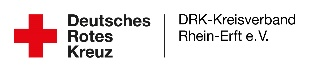 Deutsches
Rotes
Kreuz
DRK-Kreisverband
Rhein-Erft e.V.